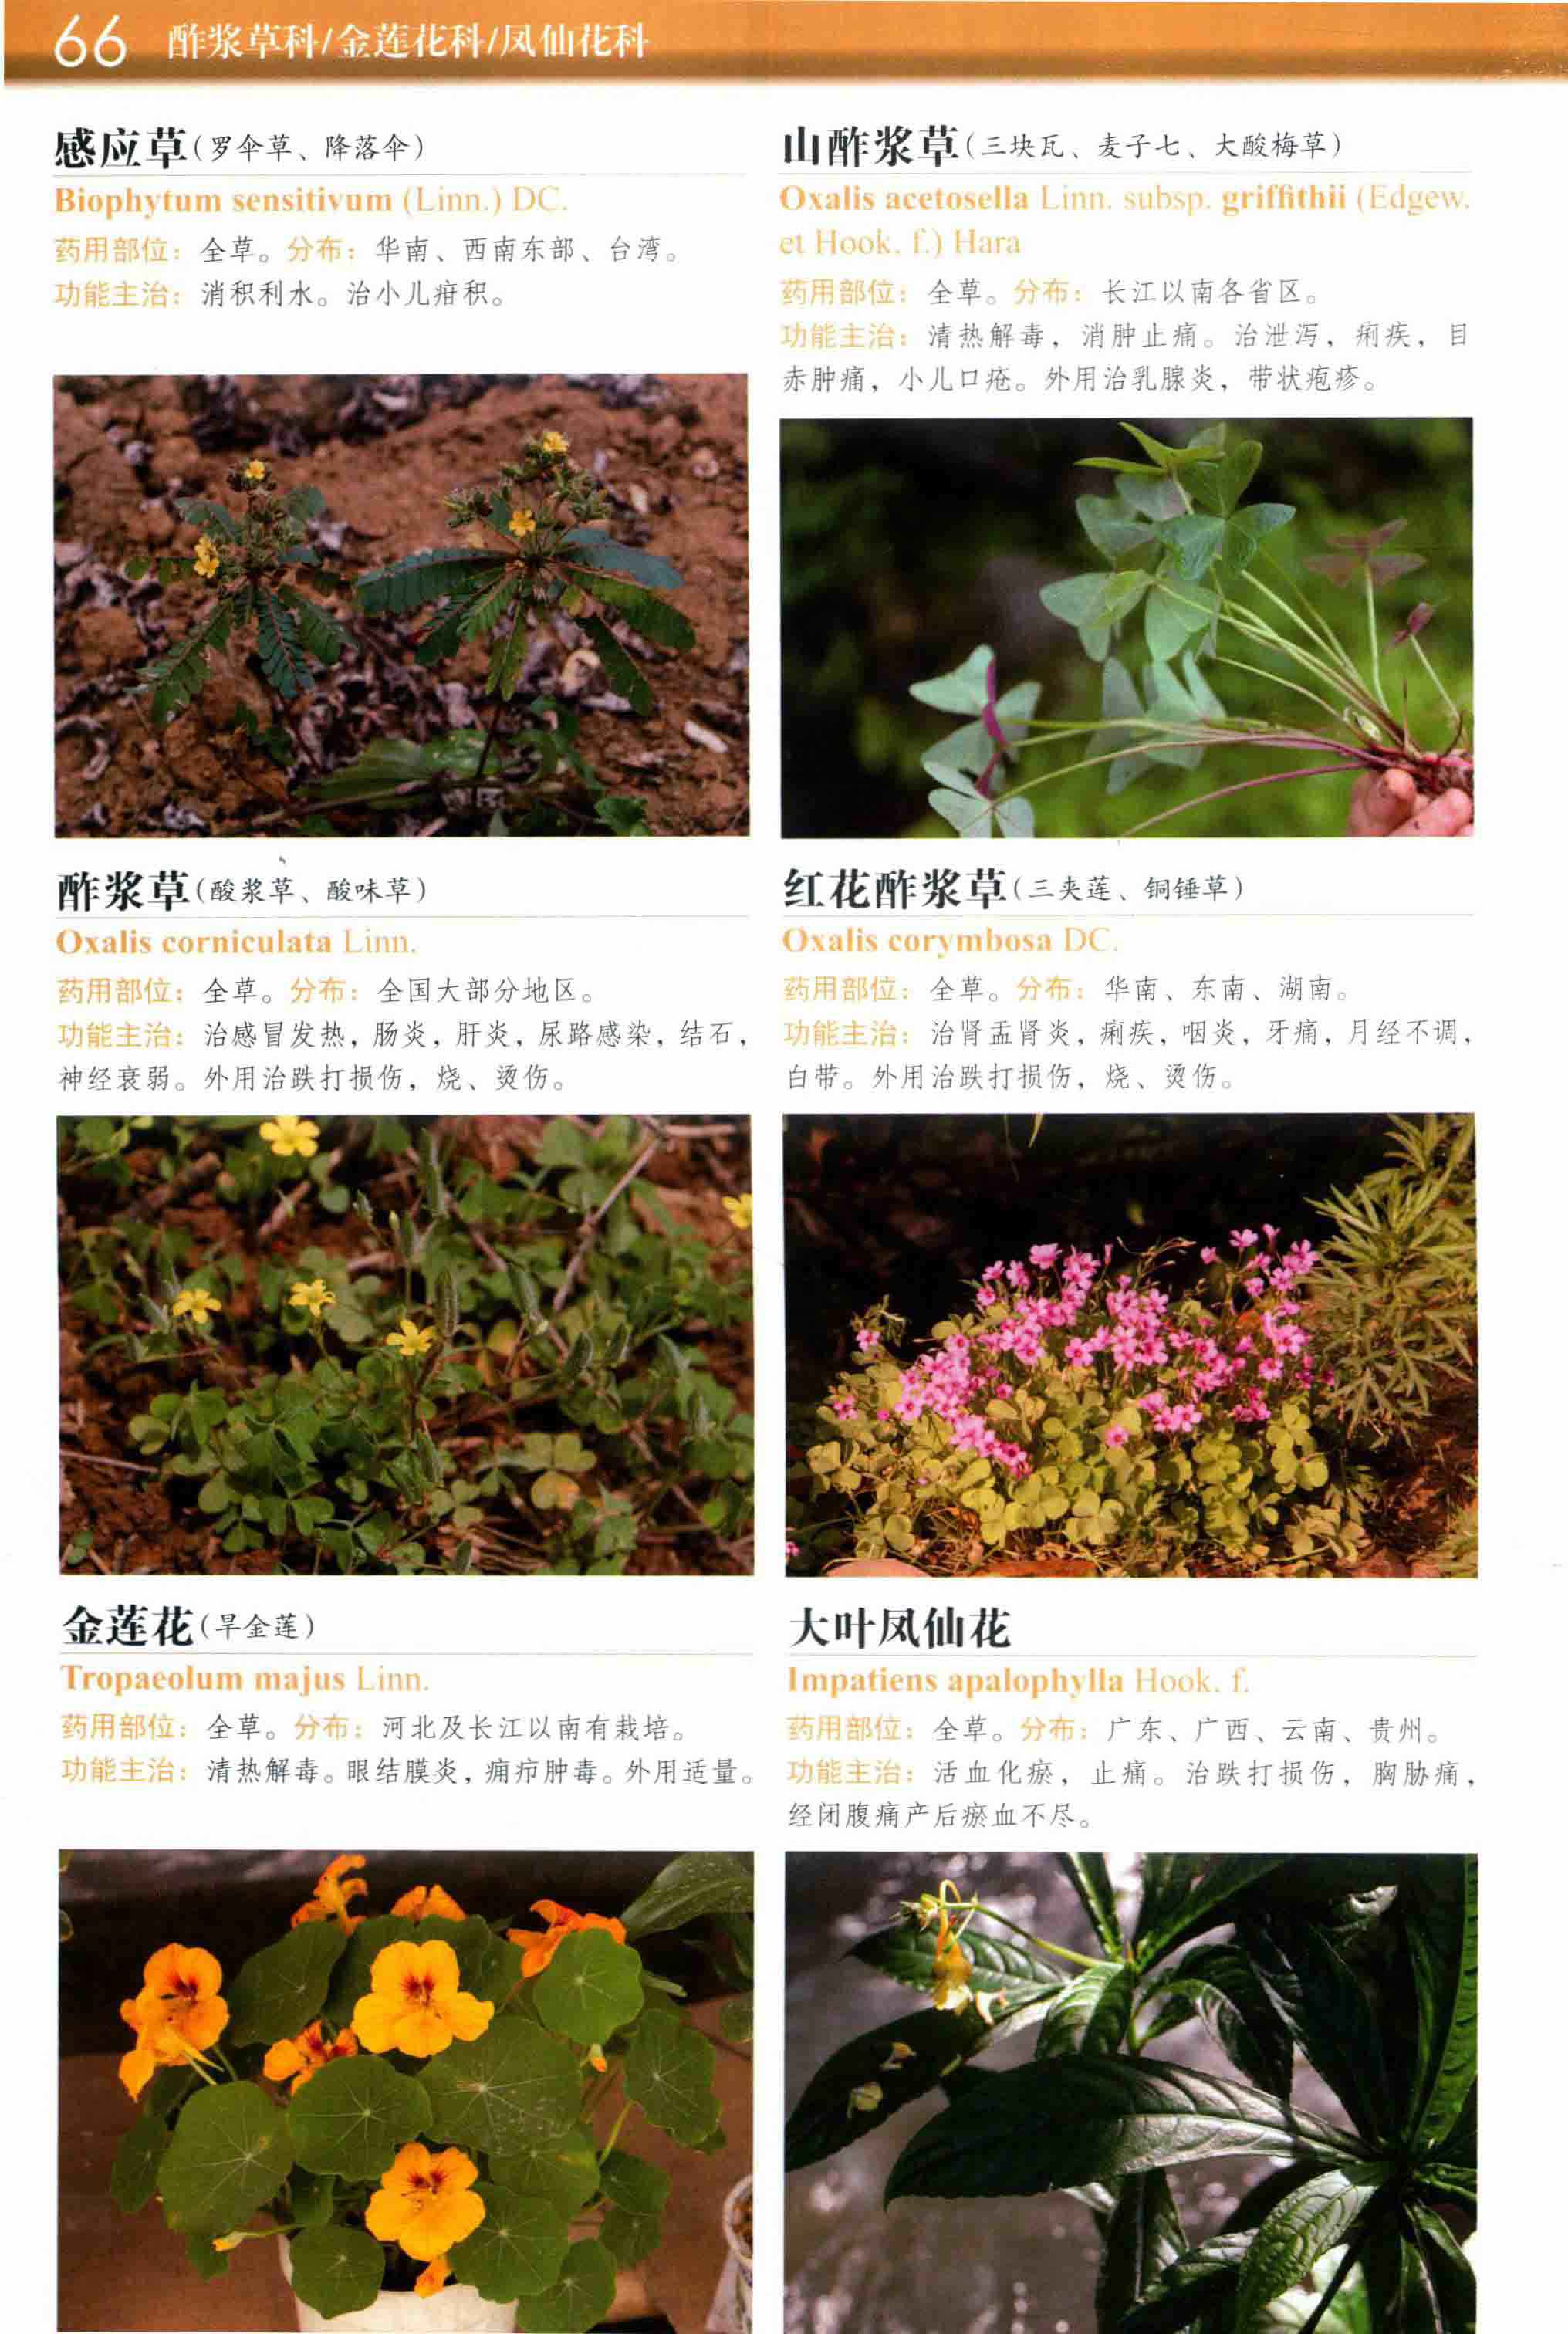 66 酢浆草科/金莲花科/凤仙花科
感应草(罗伞草、降落伞)
Biophytum sensitivum (Linn.) DC.
药用部位：全草。分布：华南、西南东部、台湾。
功能主治：消积利水。治小儿疳积。
山酢浆草(三块瓦、麦子七、大酸梅草)
Oxalis acetosella Linn. subsp. griffithii (Edgew.
et Hook. f.) Hara
药用部位：全草。分布：长江以南各省区。
功能主治：清热解毒，消肿止痛。治泄泻，痢疾，目
赤肿痛，小儿口疮。外用治乳腺炎，带状疱疹。
酢浆草(酸浆草、酸味草)
Oxalis corniculata Linn.
药用部位：全草。分布：全国大部分地区。
功能主治：治感冒发热，肠炎，肝炎，尿路感染，结石，
神经衰弱。外用治跌打损伤，烧、烫伤。
红花酢浆草(三夹莲、铜锤草)
Oxalis corymbosa DC.
药用部位：全草。分布：华南、东南、湖南。
功能主治：治肾盂肾炎，痢疾，咽炎，牙痛，月经不调，
白带。外用治跌打损伤，烧、烫伤。
金莲花(旱金莲)
Tropaeolum majus Linn.
药用部位：全草。分布：河北及长江以南有栽培。
功能主治：清热解毒。眼结膜炎，痈疖肿毒。外用适量。
大叶凤仙花
Impatiens apalophylla Hook. f.
药用部位：全草。分布：广东、广西、云南、贵州。
功能主治：活血化瘀，止痛。治跌打损伤，胸胁痛，
经闭腹痛产后瘀血不尽。